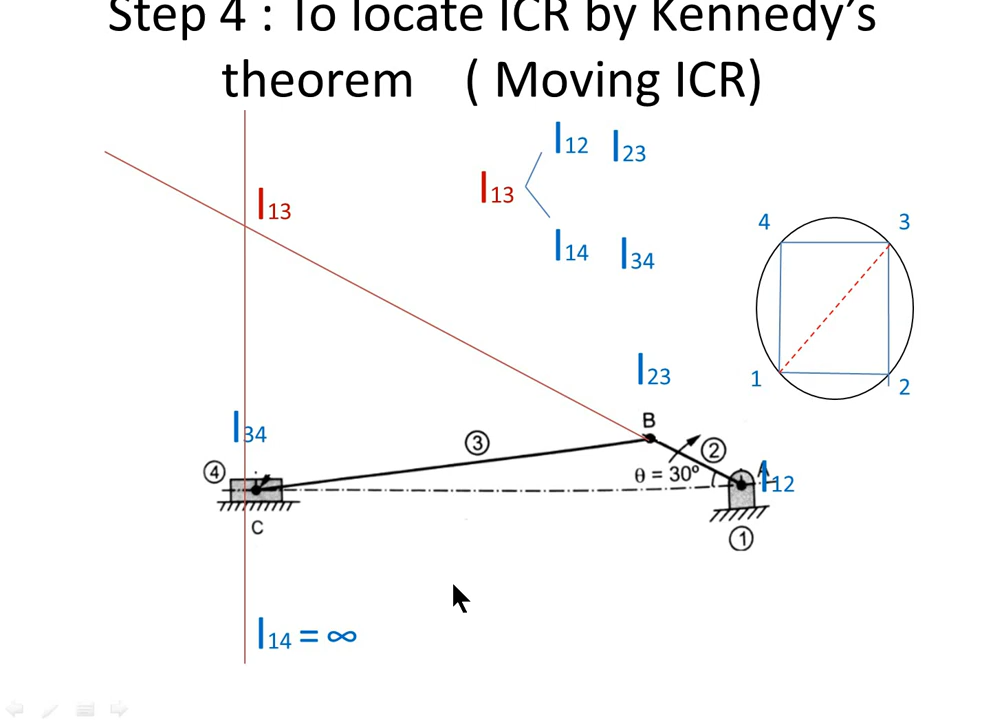 Step 4 : To locate ICR by Kennedy's
theorem ( Moving ICR)
I12 I23
I13
I13
I14 I34
4 3
1 2
I23
B
I34
3
2
4
θ = 30º
A
I12
C
1
I14 = ∞